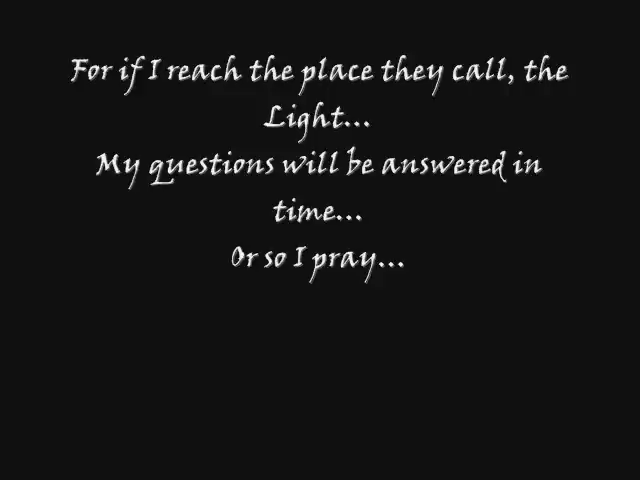 For if I reach the place they call, the
Light...
My questions will be answered in
time...
Or so I pray...